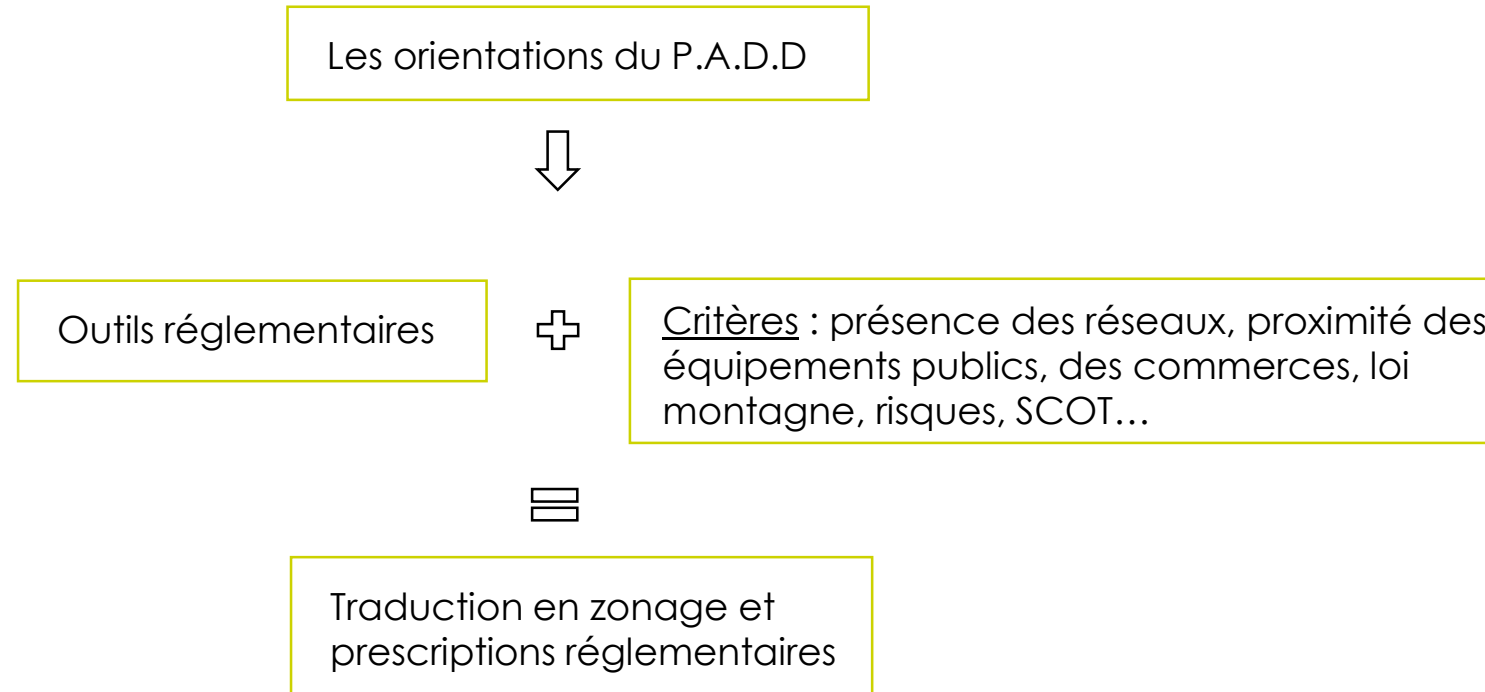 Les orientations du P.A.D.D
Outils réglementaires
Critères : présence des réseaux, proximité des
équipements publics, des commerces, loi
montagne, risques, SCOT…
Traduction en zonage et
prescriptions réglementaires